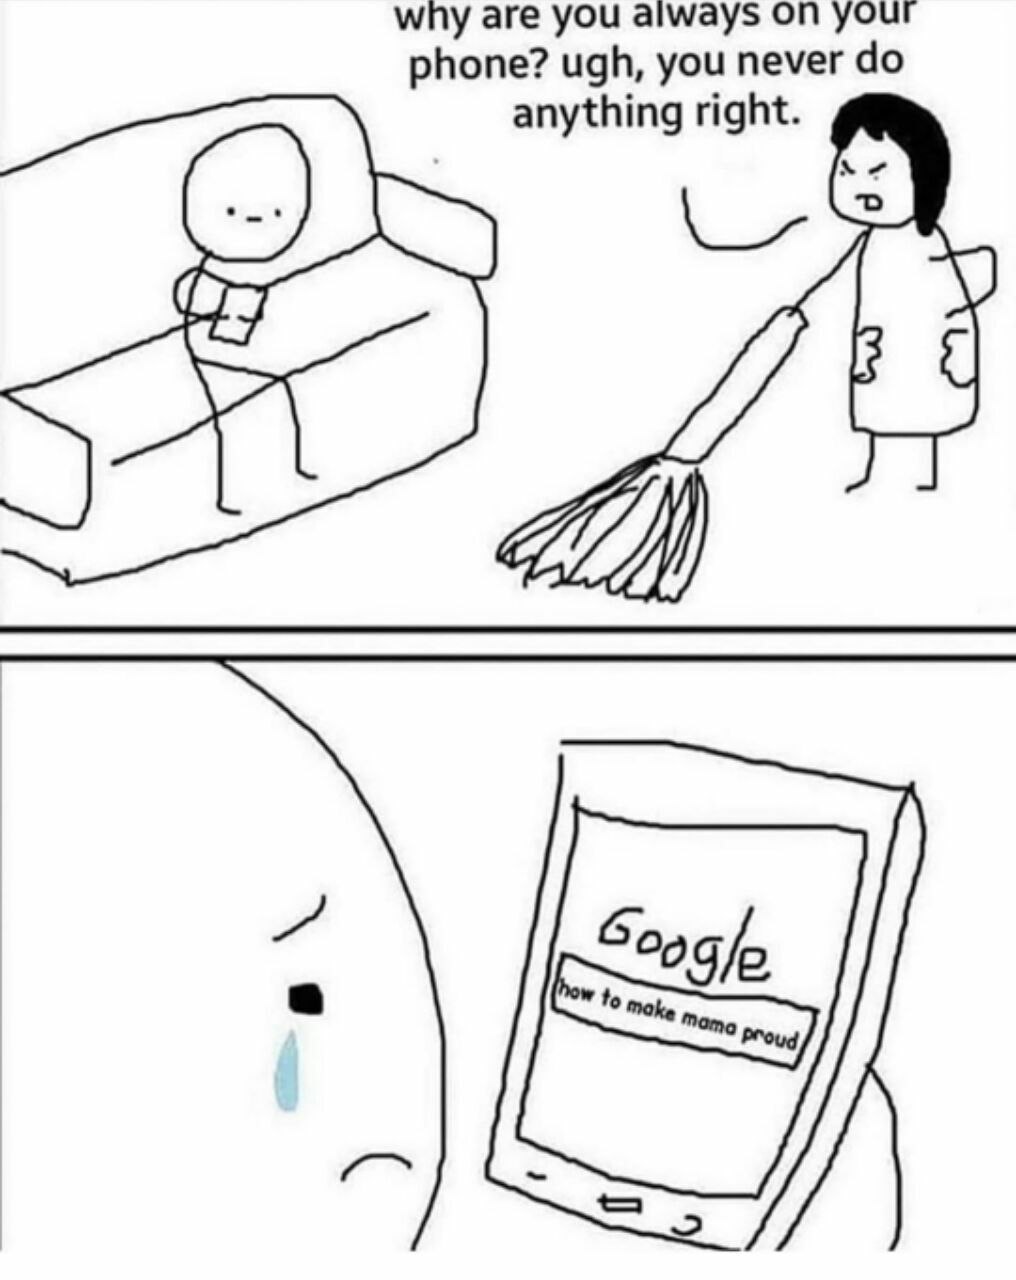 why are you always on your
phone? ugh, you never do
anything right.
Google
how to make mama proud